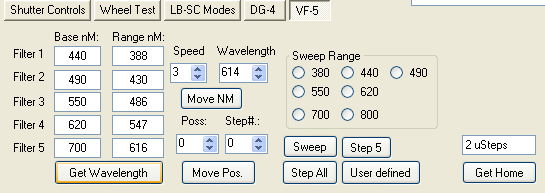 Shutter Controls Wheel Test LB-SC Modes DG-4 VF-5
Base nM: Range nM:
Speed Wavelength Sweep Range
Filter 1 440 388
3 614 380 440 490
Filter 2 490 430
550 620
Filter 3 550 486 Move NM
700 800
Filter 4 620 547 Poss: Step#.:
Filter 5 700 616 0 0 Sweep Step 5 2 uSteps
Get Wavelength Move Pos. Step All User defined Get Home